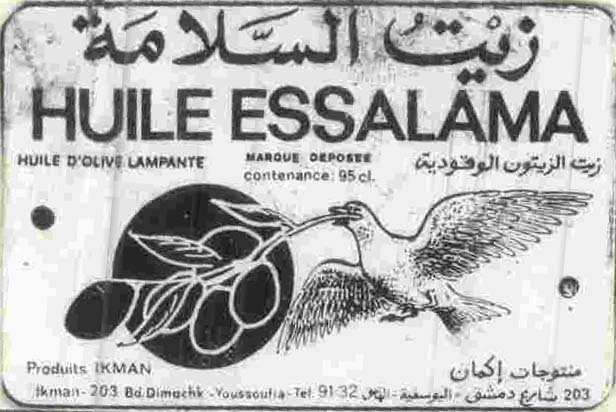 زيت السلامة
HUILE ESSALAMA
HUILE D'OLIVE LAMPANTE
MARQUE DEPOSEE
contenance: 95 cl.
زيت الزيتون الوقودية
Produits IKMAN
منتوجات إكمان
Ikman - 203 Bd. Dimachk - Youssoufia - Tel. 91-32
203 شارع دمشق - اليوسفية -